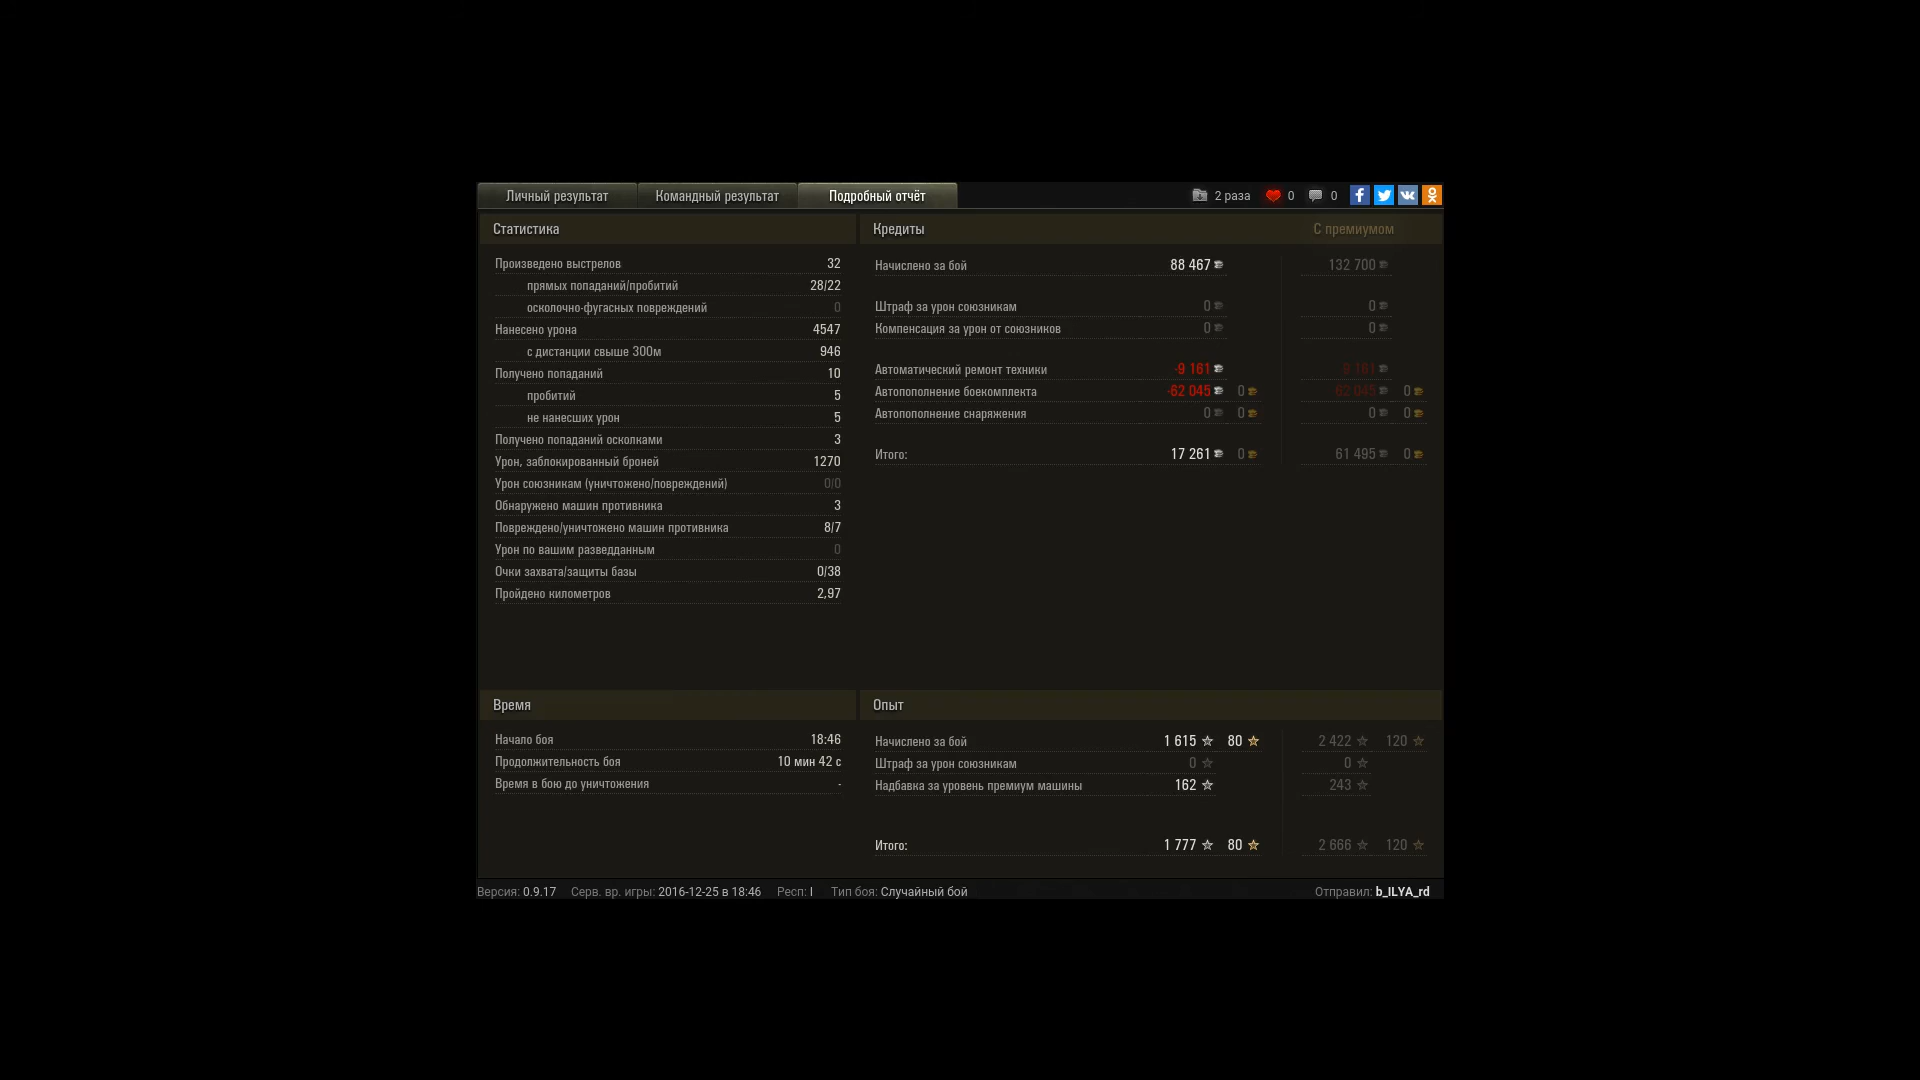 Личный результат Командный результат Подробный отчёт 2 раза 0 0
Статистика
Произведено выстрелов 32
прямых попаданий/пробитий 28/22
осколочно-фугасных повреждений 0
Нанесено урона 4547
с дистанции свыше 300м 946
Получено попаданий 10
пробитий 5
не нанесших урон 5
Получено попаданий осколками 3
Урон, заблокированный броней 1270
Урон союзникам (уничтожено/повреждений) 0/0
Обнаружено машин противника 3
Повреждено/уничтожено машин противника 8/7
Урон по вашим разведданным 0
Очки захвата/защиты базы 0/38
Пройдено километров 2,97
Кредиты С премиумом
Начислено за бой 88 467 132 700
Штраф за урон союзникам 0 0
Компенсация за урон от союзников 0 0
Автоматический ремонт техники -9 161 -9 161
Автопополнение боекомплекта -62 045 0 -62 045 0
Автопополнение снаряжения 0 0 0 0
Итого: 17 261 0 61 495 0
Время
Начало боя 18:46
Продолжительность боя 10 мин 42 с
Время в бою до уничтожения -
Опыт
Начислено за бой 1 615 80 2 422 120
Штраф за урон союзникам 0 0
Надбавка за уровень премиум машины 162 243
Итого: 1 777 80 2 666 120
Версия: 0.9.17 Серв. вр. игры: 2016-12-25 в 18:46 Респ: I Тип боя: Случайный бой Отправил: b_ILYA_rd